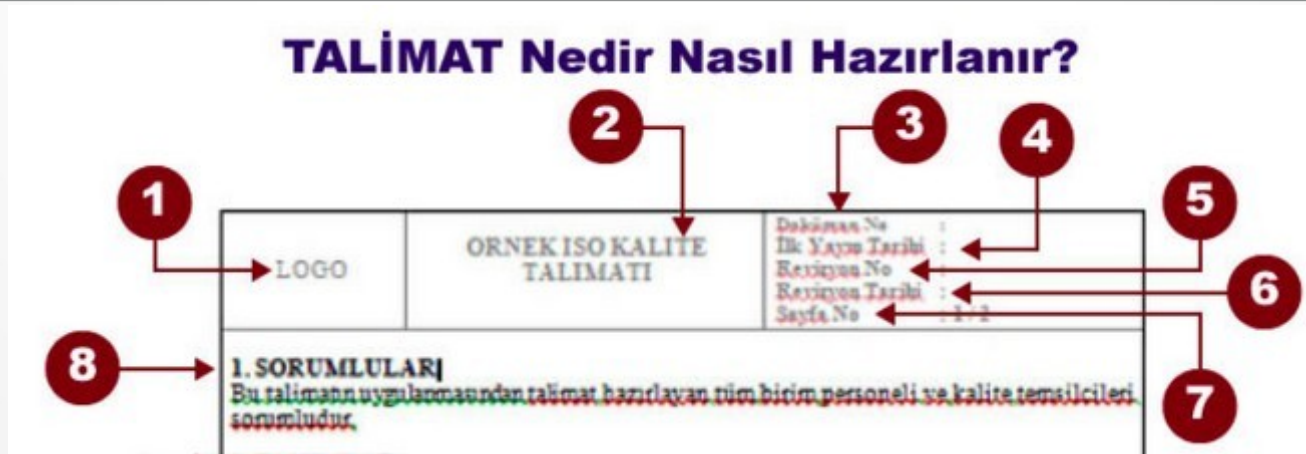 TALİMAT Nedir Nasıl Hazırlanır?
2
3
4
1
5
LOGO
ORNEK ISO KALITE
TALIMATI
Doküman No :
İlk Yayın Tarihi :
Revizyon No
Revizyon Tarihi :
Sayfa No : 1 / 2
6
8
7
1. SORUMLULAR
Bu talimatın uygulanmasından talimat hazırlayan tüm birim personeli ve kalite temsilcileri
sorumludur.